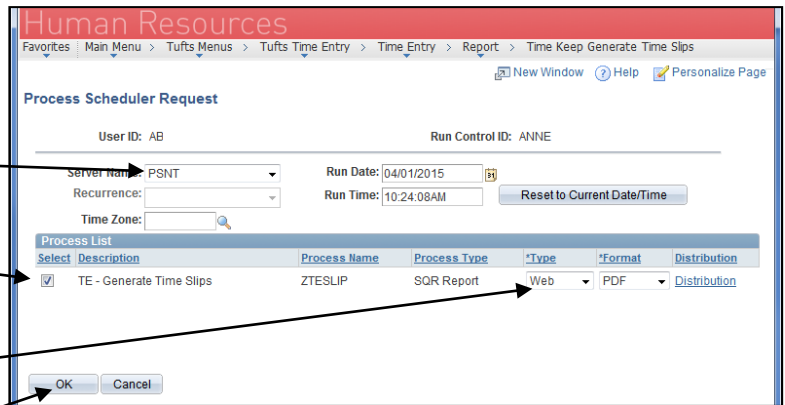 Human Resources
Favorites Main Menu > Tufts Menus > Tufts Time Entry > Time Entry > Report > Time Keep Generate Time Slips
New Window Help Personalize Page
Process Scheduler Request
User ID: AB Run Control ID: ANNE
Server Name: PSNT Run Date: 04/01/2015
Recurrence: Run Time: 10:24:08AM Reset to Current Date/Time
Time Zone:
Process List
Select Description Process Name Process Type *Type *Format Distribution
TE - Generate Time Slips ZTESLIP SQR Report Web PDF Distribution
OK Cancel